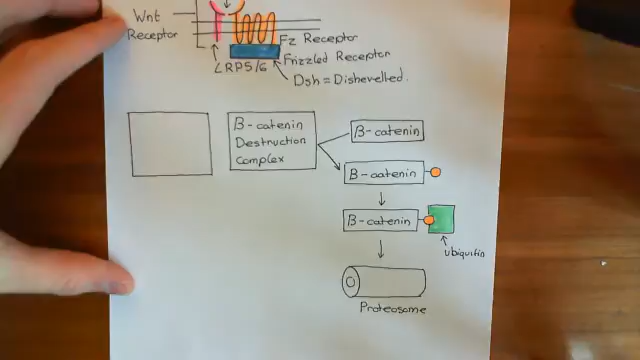 Wnt
Receptor
Fz Receptor
Frizzled Receptor
LRP5/6
Dsh = Dishevelled.
B-catenin
Destruction
Complex
B-catenin
B-catenin
B-catenin
ubiquitin
Proteosome